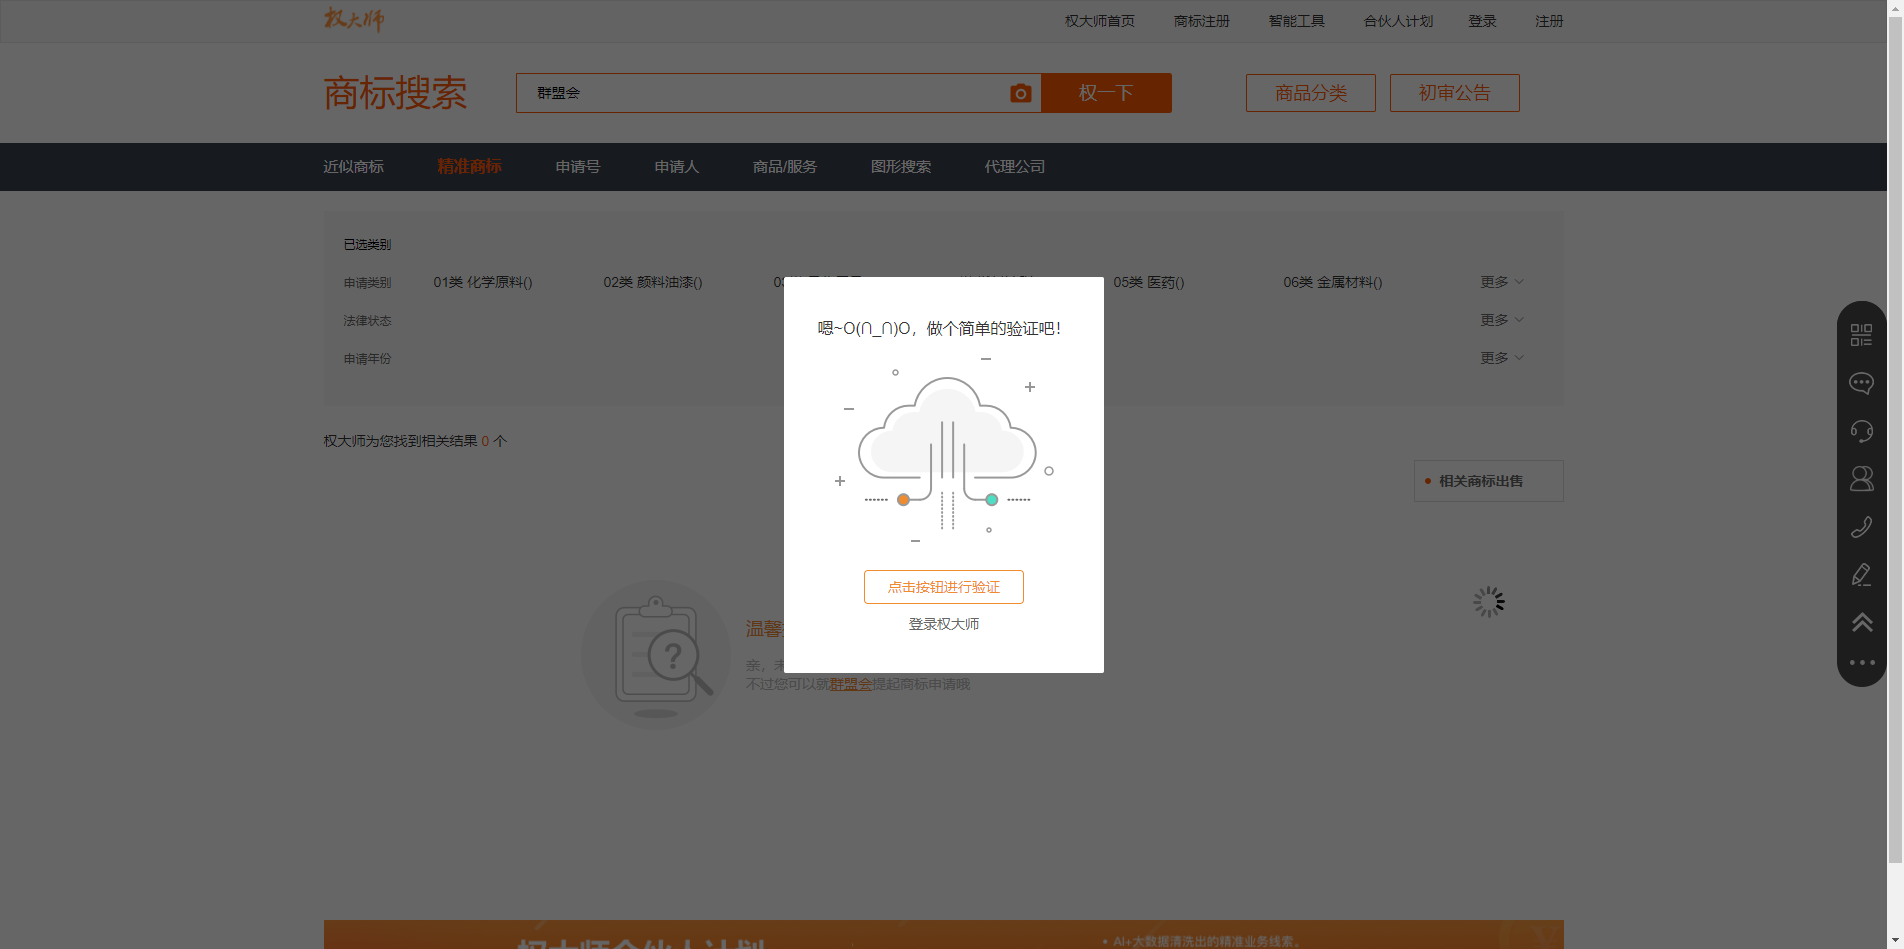 权大师
权大师首页 商标注册 智能工具 合伙人计划 登录 注册
商标搜索 群盟会 权一下 商品分类 初审公告
近似商标 精准商标 申请号 申请人 商品/服务 图形搜索 代理公司
已选类别
申请类别 01类 化学原料() 02类 颜料油漆() 05类 医药() 06类 金属材料() 更多
法律状态 更多
申请年份 更多
嗯~O(∩_∩)O，做个简单的验证吧！
权大师为您找到相关结果 0 个
相关商标出售
点击按钮进行验证
登录权大师
温馨
亲，未
不过您可以就群盟会提起商标申请哦
权大师合伙人计划
• AI+大数据清洗出的精准业务线索。